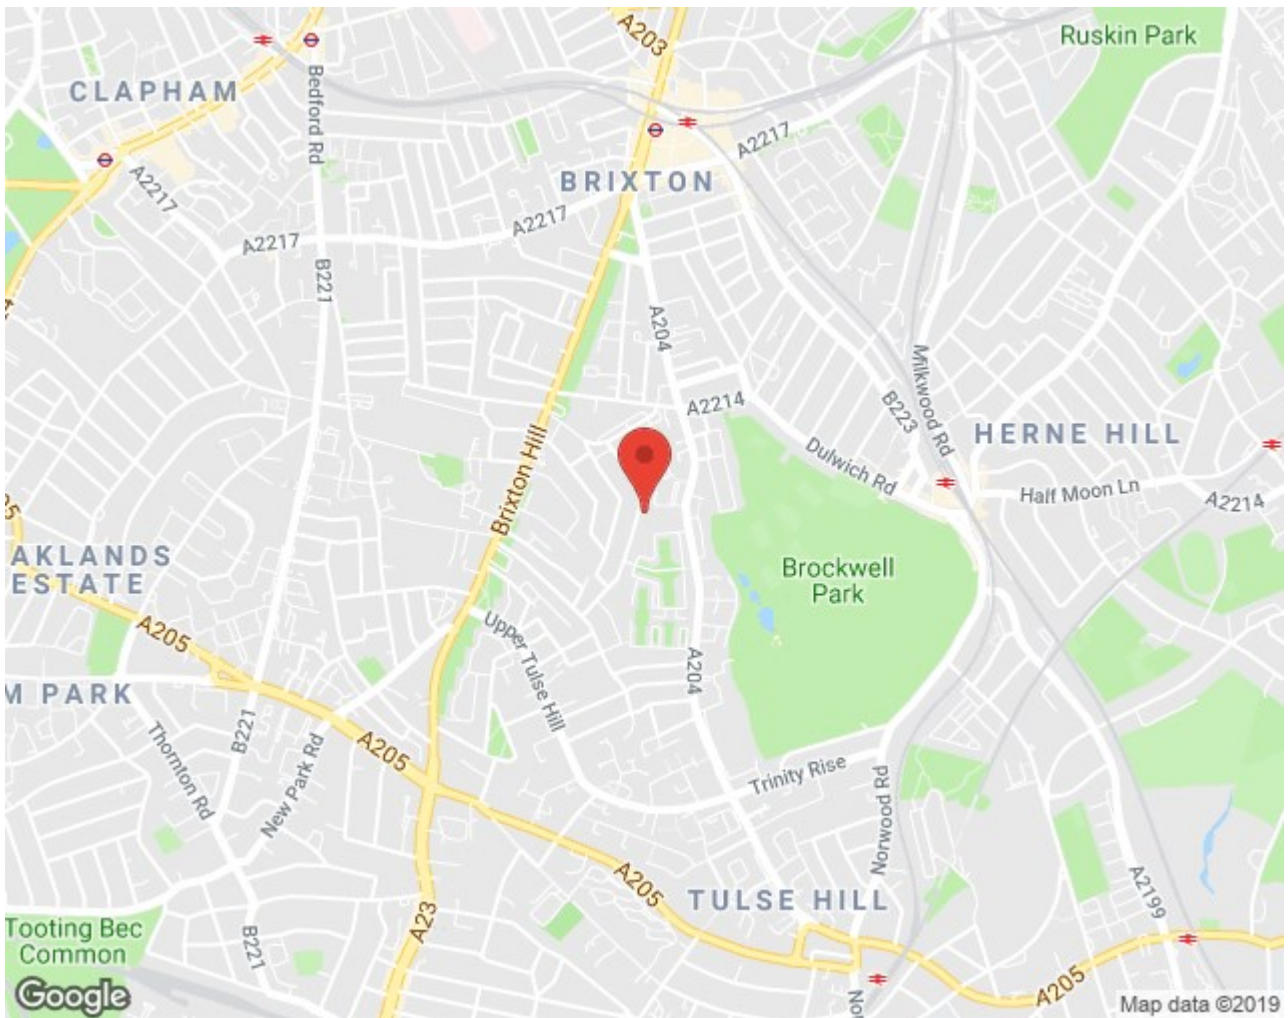 A203
Ruskin Park
CLAPHAM
Bedford Rd
A2217
BRIXTON
A2217
A2217
A2217
B221
A204
Milkwood Rd
A2214
B223
HERNE HILL
Dulwich Rd
Half Moon Ln
A2214
Brixton Hill
AKLANDS
ESTATE
Brockwell
Park
A205
Upper Tulse Hill
A204
M PARK
B221
Thornton Rd
New Park Rd
A205
Trinity Rise
Norwood Rd
A205
TULSE HILL
A2199
A23
Tooting Bec
Common
B221
A205
Google
Map data ©2019